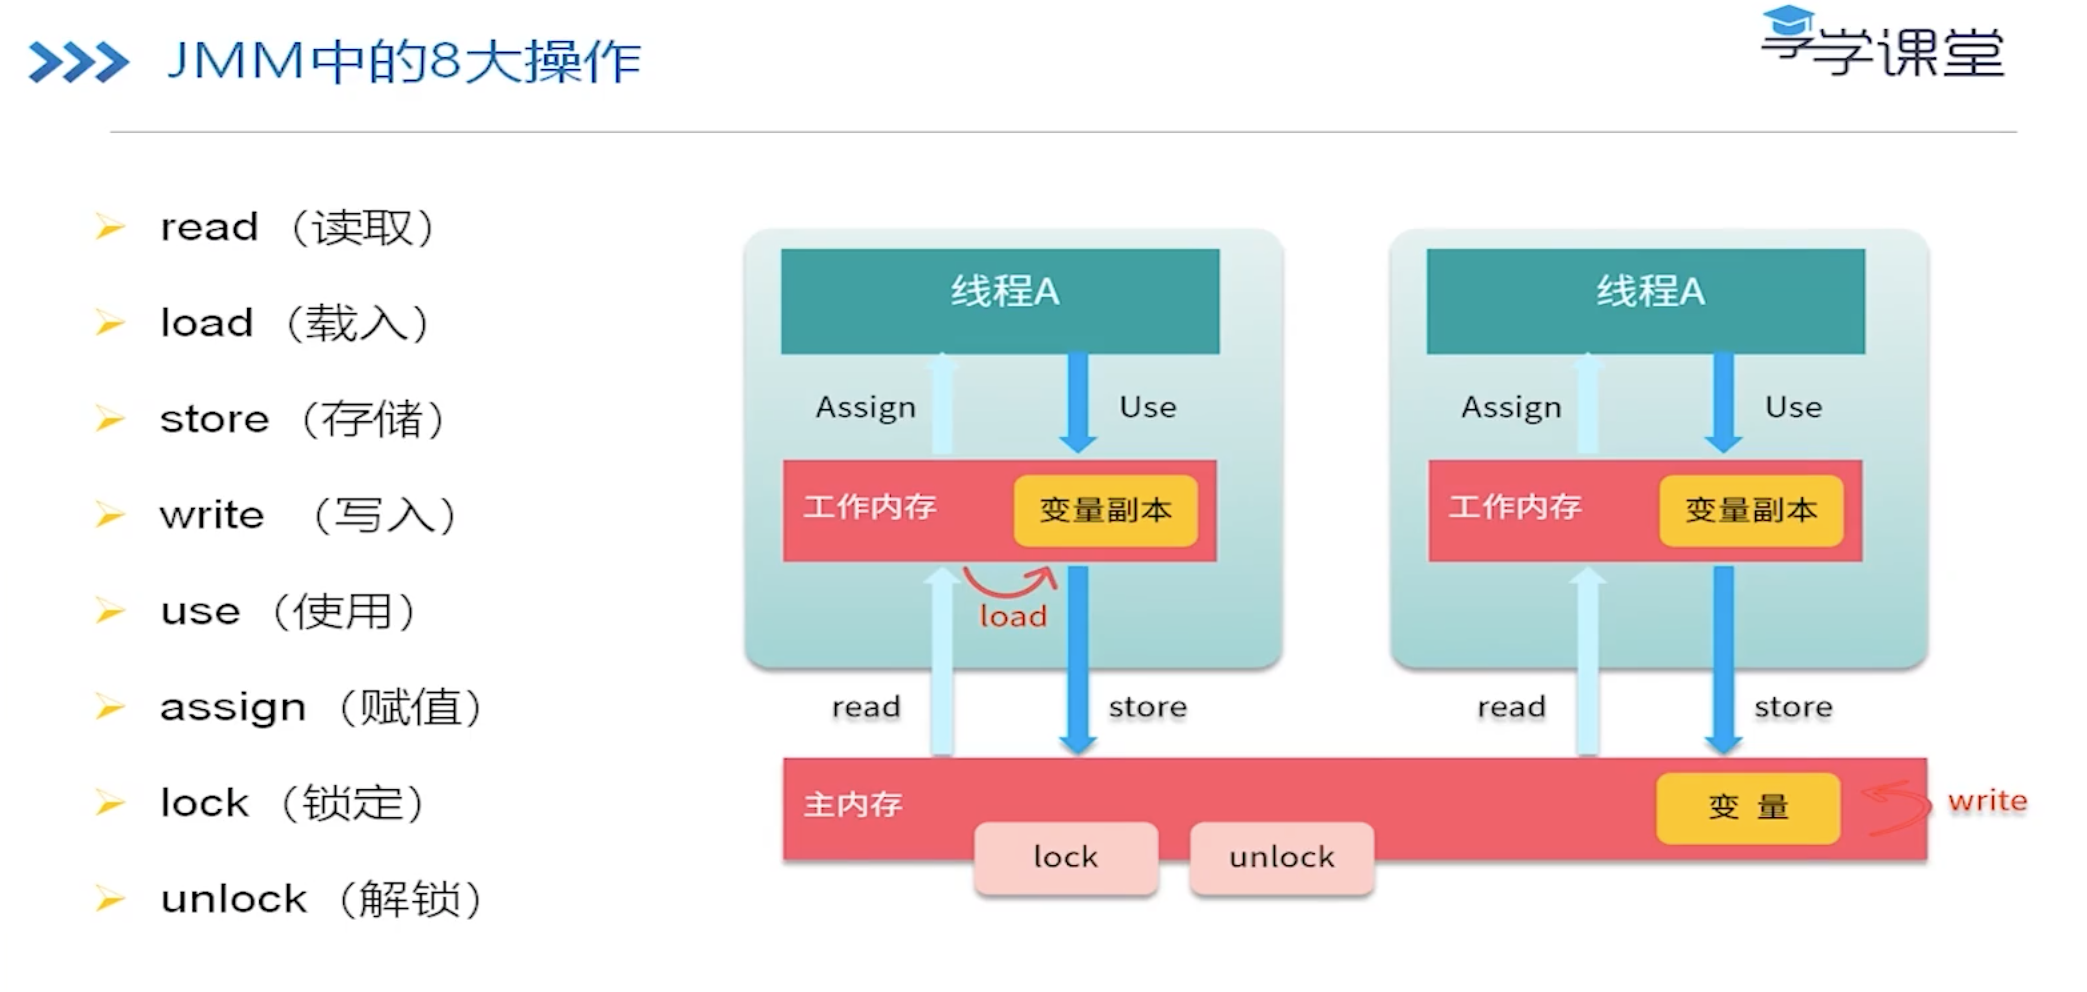 JMM中的8大操作
享学课堂
read（读取）
load（载入）
store（存储）
write （写入）
use（使用）
assign（赋值）
lock（锁定）
unlock（解锁）
线程A
Assign
Use
工作内存
变量副本
load
read
store
线程A
Assign
Use
工作内存
变量副本
read
store
主内存
变 量
write
lock
unlock